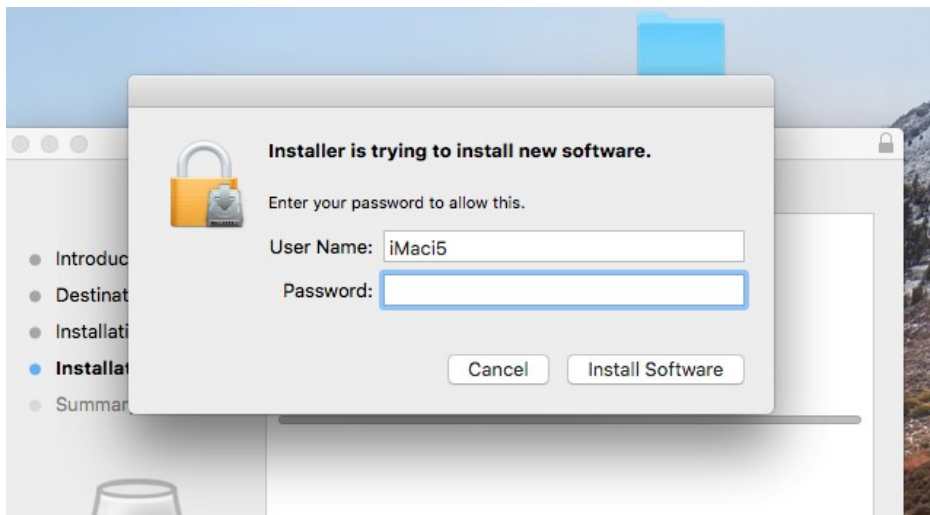 Installer is trying to install new software.
Enter your password to allow this.
User Name: iMaci5
Password:
Cancel Install Software
Introduc
Destinat
Installati
Installat
Summar